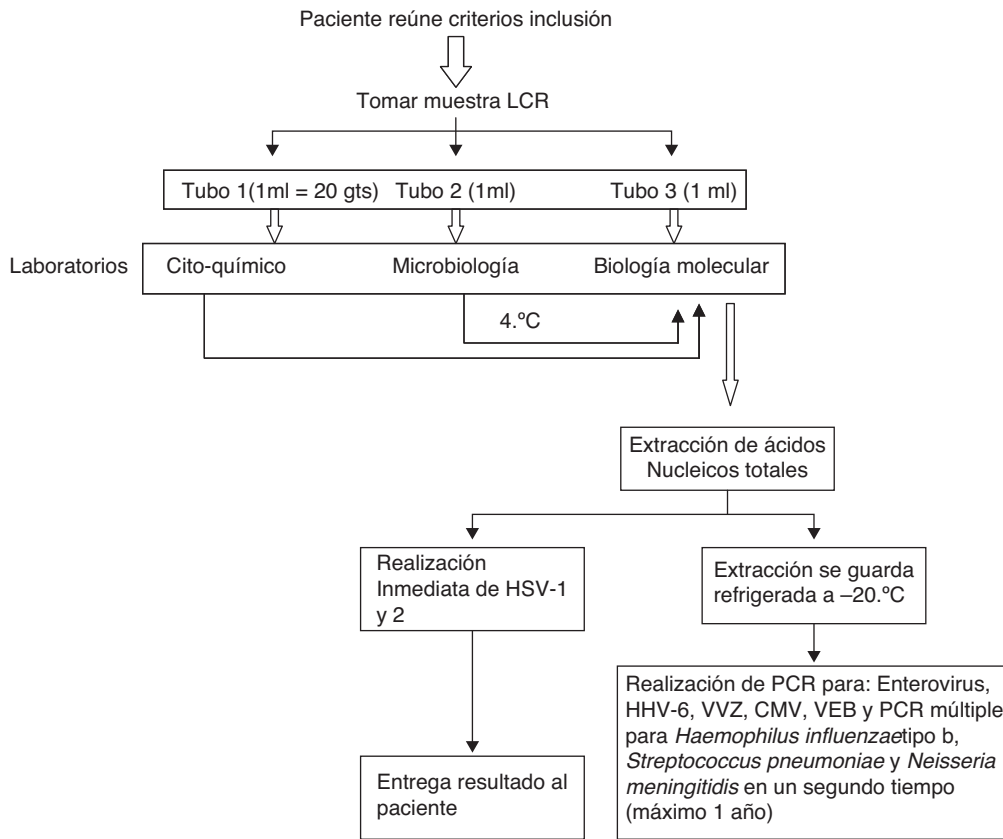 Paciente reúne criterios inclusión
Tomar muestra LCR
Tubo 1(1ml = 20 gts) Tubo 2 (1ml) Tubo 3 (1 ml)
Laboratorios Cito-químico Microbiología Biología molecular
4.ºC
Extracción de ácidos
Nucleicos totales
Realización
Inmediata de HSV-1
y 2
Extracción se guarda
refrigerada a –20.ºC
Entrega resultado al
paciente
Realización de PCR para: Enterovirus,
HHV-6, VVZ, CMV, VEB y PCR múltiple
para Haemophilus influenzaetipo b,
Streptococcus pneumoniae y Neisseria
meningitidis en un segundo tiempo
(máximo 1 año)